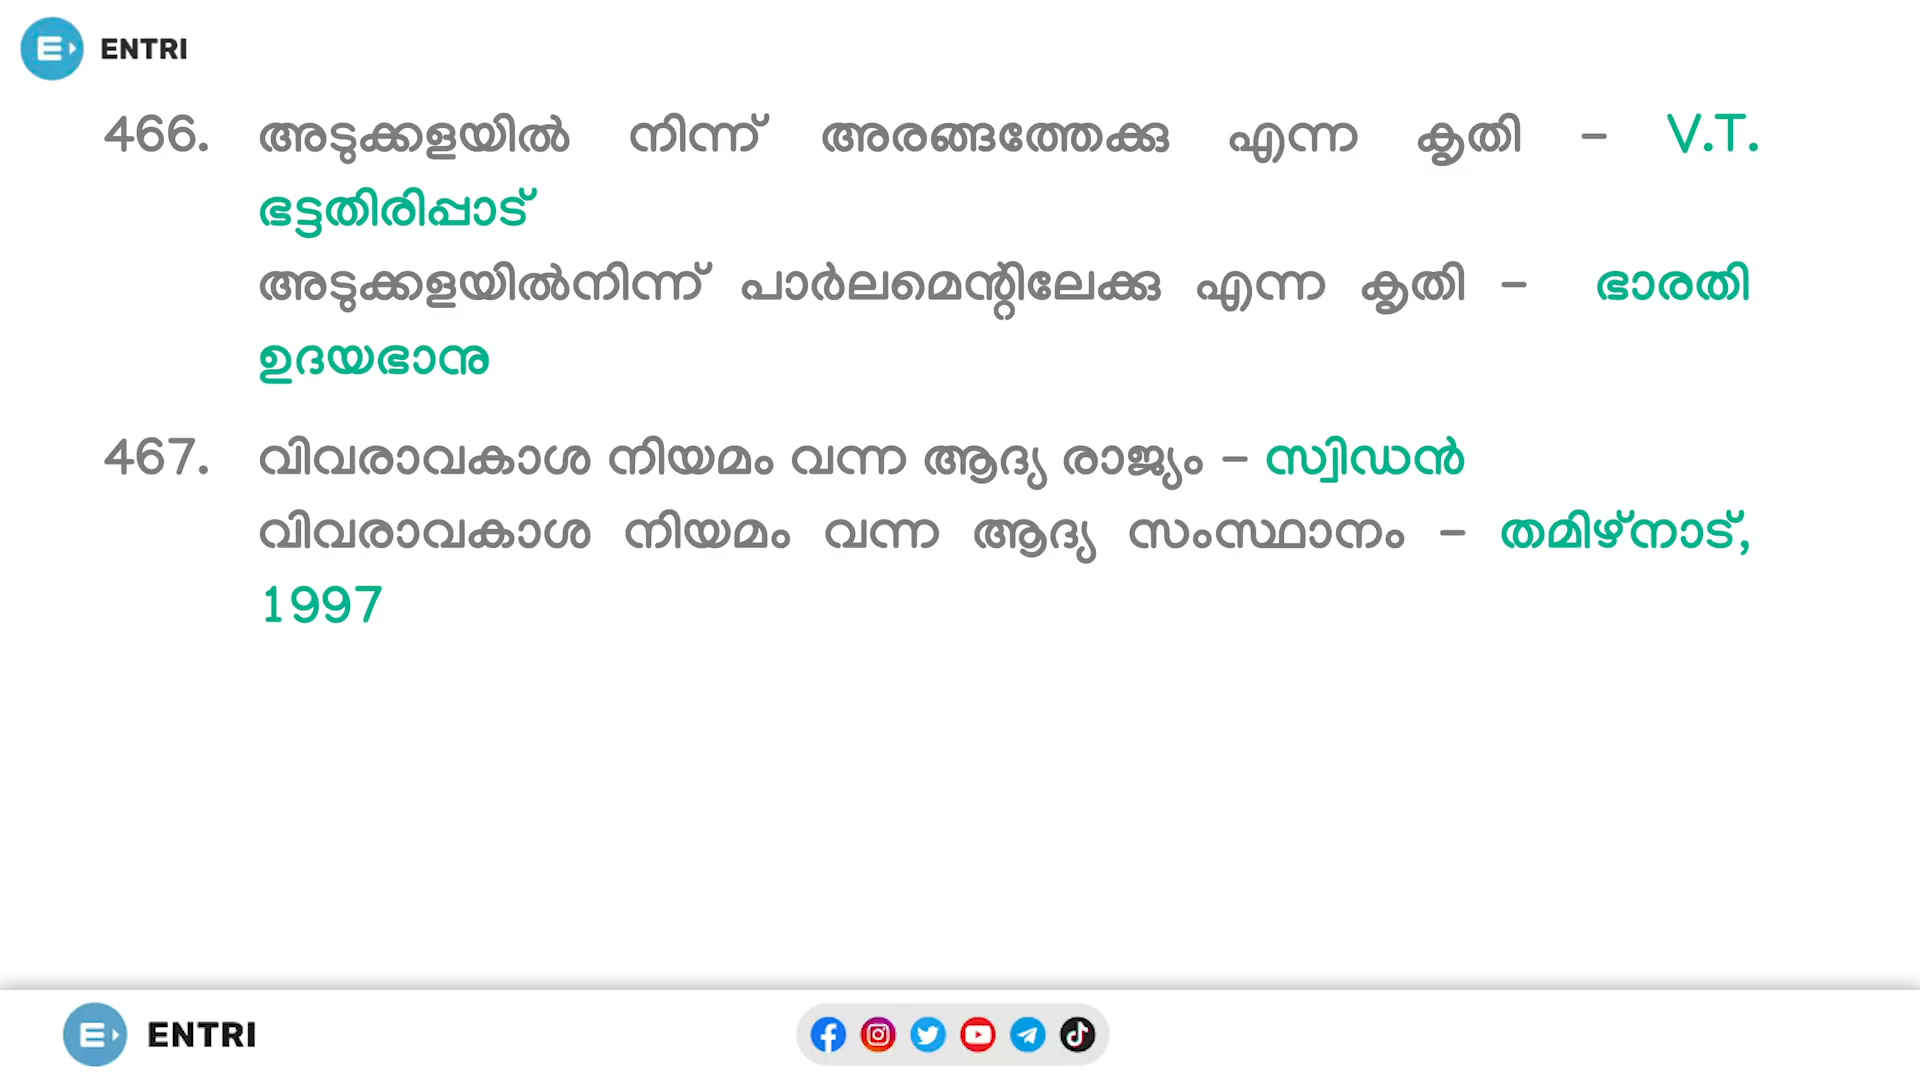 ENTRI
466. അടുക്കളയിൽ നിന്ന് അരങ്ങത്തേക്കു എന്ന കൃതി - V.T.
ഭട്ടതിരിപ്പാട്
അടുക്കളയിൽനിന്ന് പാർലമെന്റിലേക്കു എന്ന കൃതി - ഭാരതി
ഉദയഭാനു
467. വിവരാവകാശ നിയമം വന്ന ആദ്യ രാജ്യം - സ്വിഡൻ
വിവരാവകാശ നിയമം വന്ന ആദ്യ സംസ്ഥാനം - തമിഴ്നാട്,
1997
ENTRI